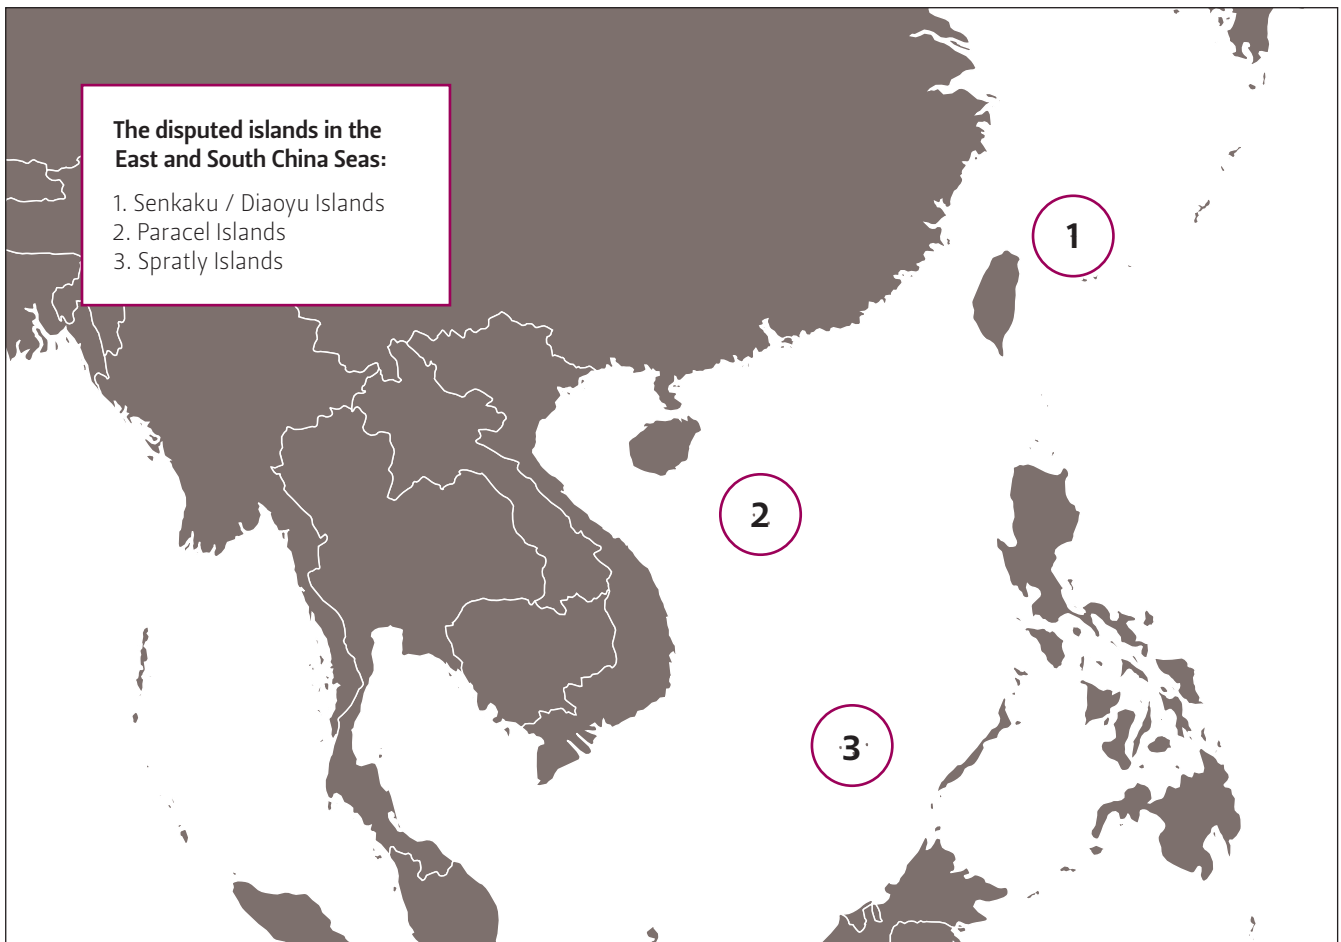 The disputed islands in the
East and South China Seas:
1. Senkaku / Diaoyu Islands
2. Paracel Islands
3. Spratly Islands
1
2
3